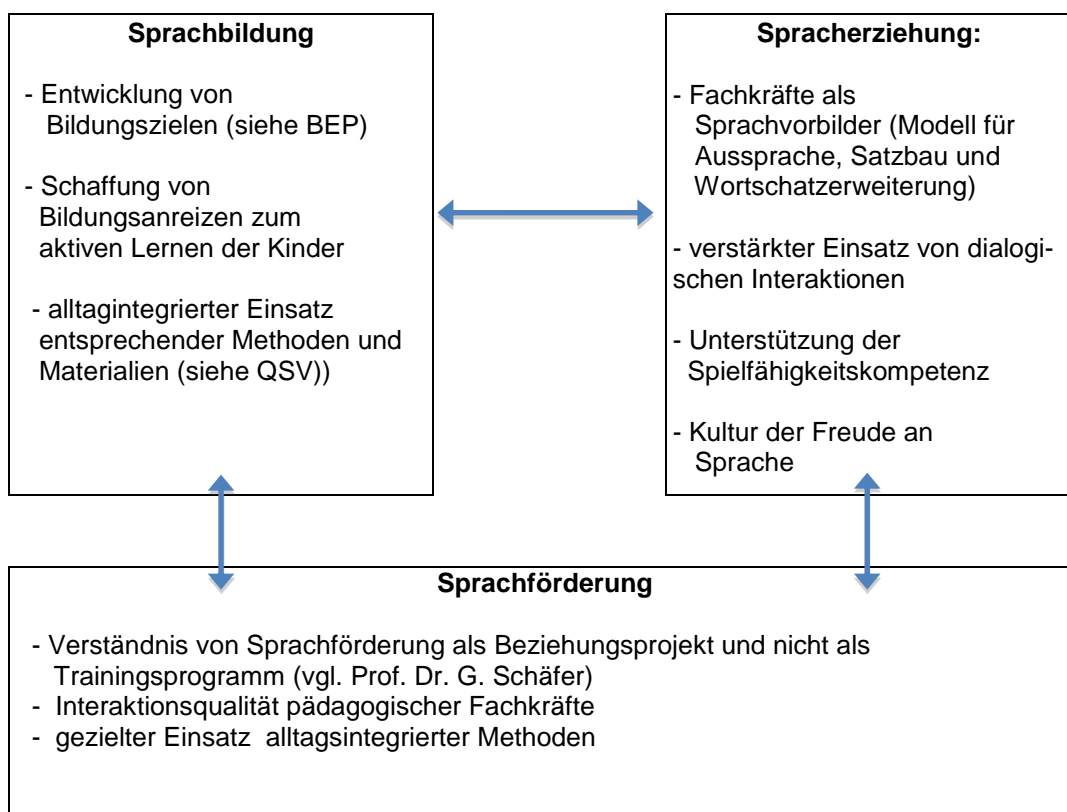 Sprachbildung
- Entwicklung von
Bildungszielen (siehe BEP)
- Schaffung von
Bildungsanreizen zum
aktiven Lernen der Kinder
- alltagintegrierter Einsatz
entsprechender Methoden und
Materialien (siehe QSV))
Spracherziehung:
- Fachkräfte als
Sprachvorbilder (Modell für
Aussprache, Satzbau und
Wortschatzerweiterung)
- verstärkter Einsatz von dialogi-
schen Interaktionen
- Unterstützung der
Spielfähigkeitskompetenz
- Kultur der Freude an
Sprache
Sprachförderung
- Verständnis von Sprachförderung als Beziehungsprojekt und nicht als
Trainingsprogramm (vgl. Prof. Dr. G. Schäfer)
- Interaktionsqualität pädagogischer Fachkräfte
- gezielter Einsatz alltagsintegrierter Methoden